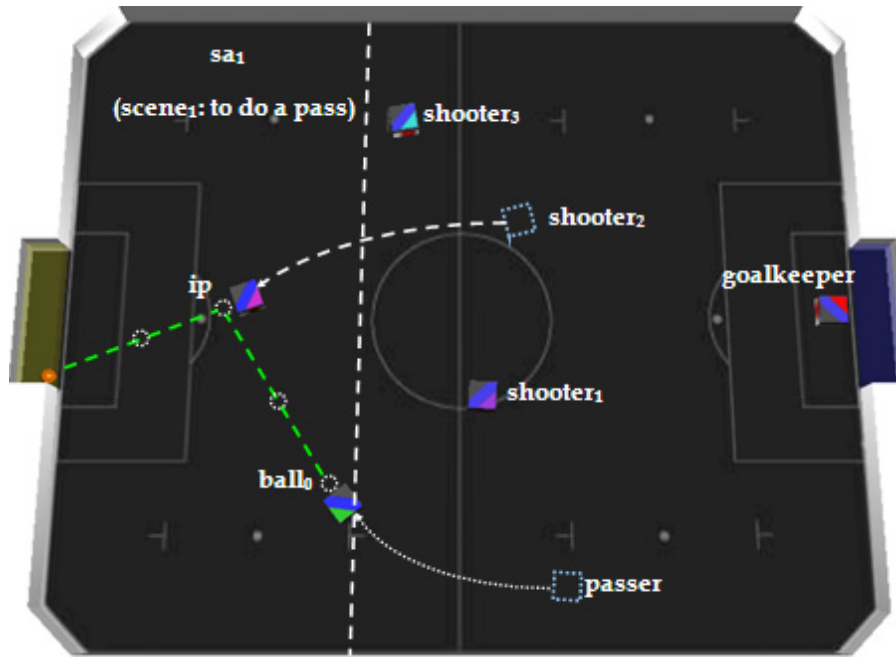 sa₁
(scene₁: to do a pass)
shooter₃
shooter₂
goalkeeper
ip
shooter₁
ball₀
passer